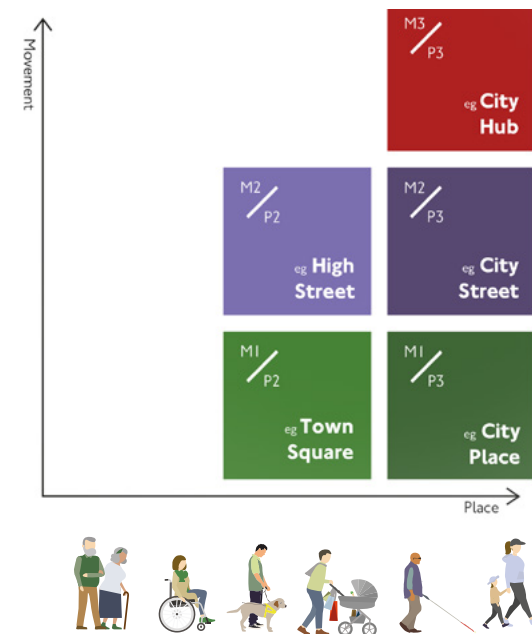 Movement
M3
P3
eg City
Hub
M2
P2
eg High
Street
M2
P3
eg City
Street
M1
P2
eg Town
Square
M1
P3
eg City
Place
Place